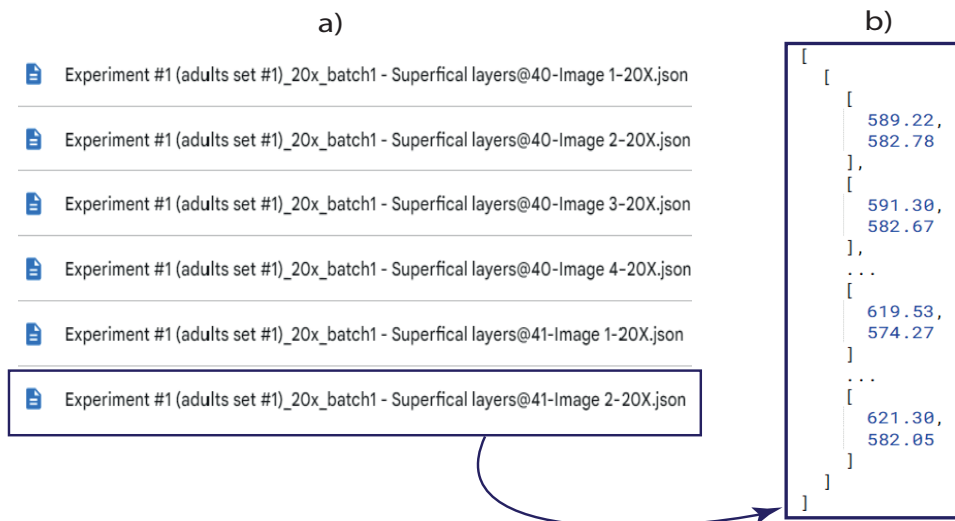 a)
Experiment #1 (adults set #1)_20x_batch1 - Superfical layers@40-Image 1-20X.json
Experiment #1 (adults set #1)_20x_batch1 - Superfical layers@40-Image 2-20X.json
Experiment #1 (adults set #1)_20x_batch1 - Superfical layers@40-Image 3-20X.json
Experiment #1 (adults set #1)_20x_batch1 - Superfical layers@40-Image 4-20X.json
Experiment #1 (adults set #1)_20x_batch1 - Superfical layers@41-Image 1-20X.json
Experiment #1 (adults set #1)_20x_batch1 - Superfical layers@41-Image 2-20X.json
b)
[
[
[
589.22,
582.78
],
[
591.30,
582.67
],
...
[
619.53,
574.27
]
...
[
621.30,
582.05
]
]
]